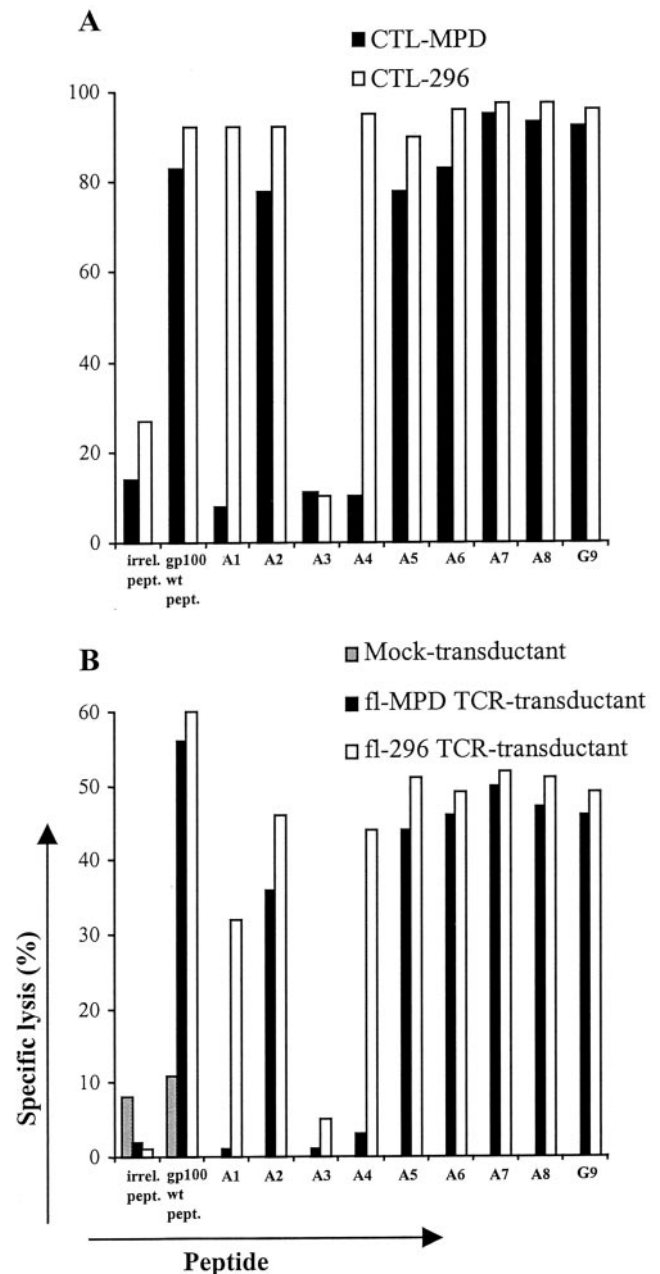 A
CTL-MPD
CTL-296
100
80
60
40
20
0
irrel. pept.
gp100 wt pept.
A1
A2
A3
A4
A5
A6
A7
A8
G9
B
Mock-transductant
fl-MPD TCR-transductant
fl-296 TCR-transductant
60
50
40
30
20
10
0
irrel. pept.
gp100 wt pept.
A1
A2
A3
A4
A5
A6
A7
A8
G9
Specific lysis (%)
Peptide